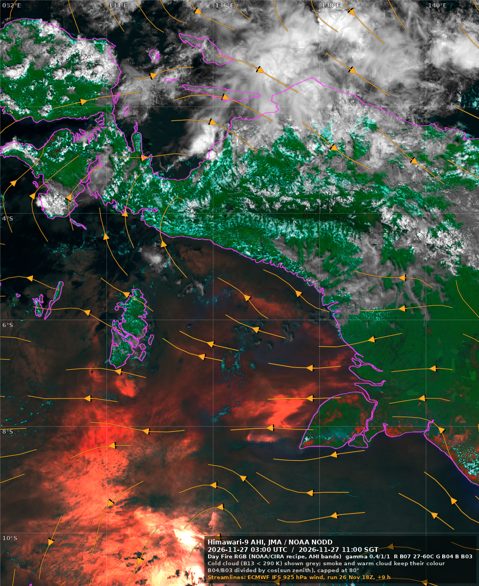 132°E
140°E
4°S
6°S
8°S
10°S
Himawari-9 AHI, JMA / NOAA NODD
2026-11-27 03:00 UTC / 2026-11-27 11:00 SGT
Day Fire RGB (NOAA/CIRA recipe, AHI bands) gamma 0.4/1/1 R B07 27-60C G B04 B B03
Cold cloud (B13 < 290 K) shown grey; smoke and warm cloud keep their colour
B04/B03 divided by cos(sun zenith), capped at 80°
Streamlines: ECMWF IFS 925 hPa wind, run 26 Nov 18Z, +9 h